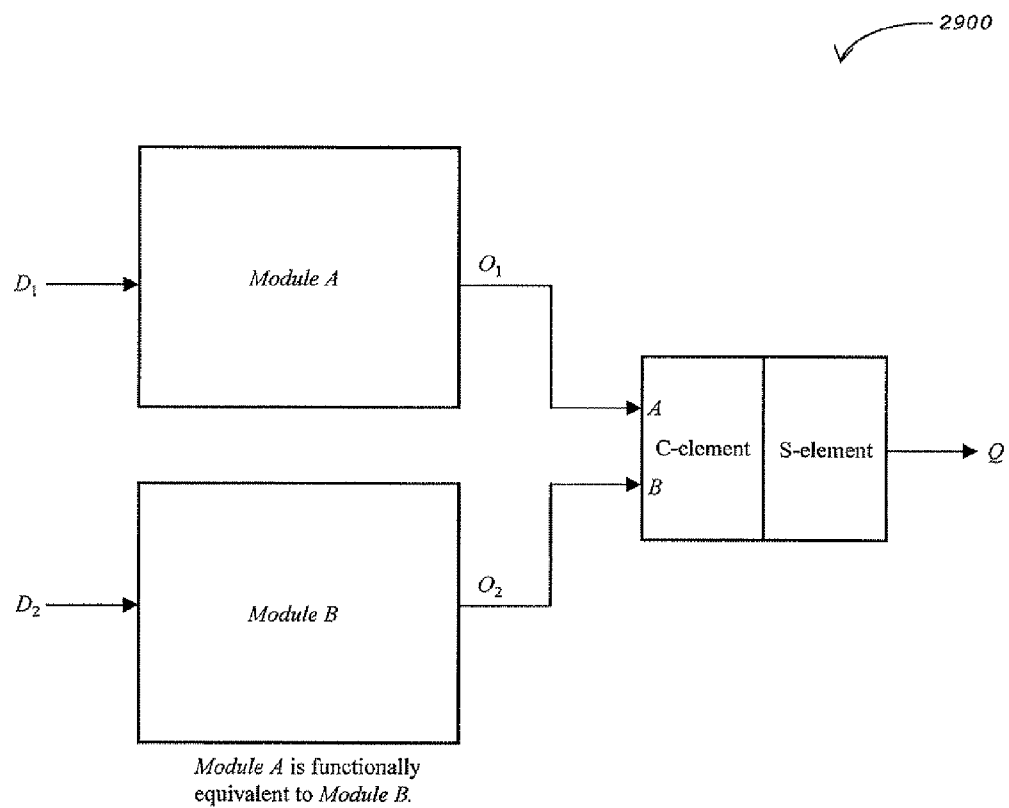 2900
Module A
D₁
O₁
A
C-element
S-element
Q
B
O₂
D₂
Module B
Module A is functionally
equivalent to Module B.